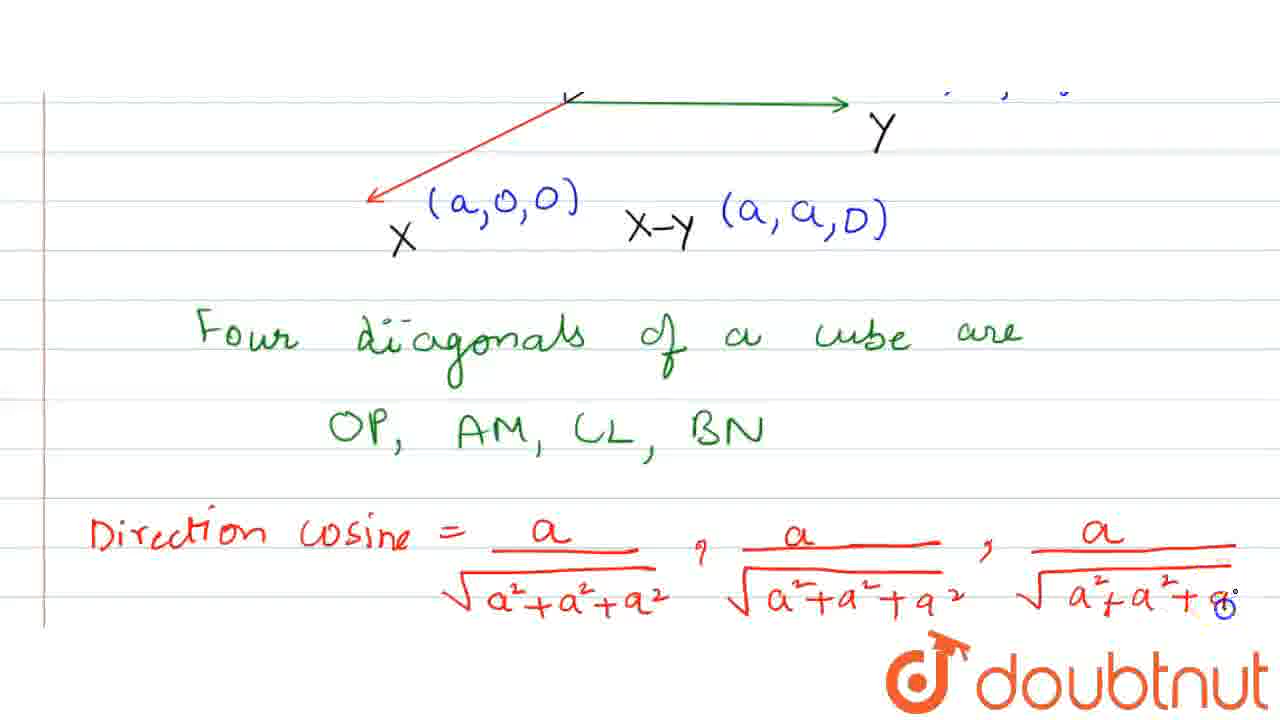 Y
X (a,0,0) X-Y (a, a, 0)
Four diagonals of a cube are
OP, AM, CL, BN
Direction cosine = a/√(a²+a²+a²) , a/√(a²+a²+a²) , a/√(a²+a²+a²)
doubtnut